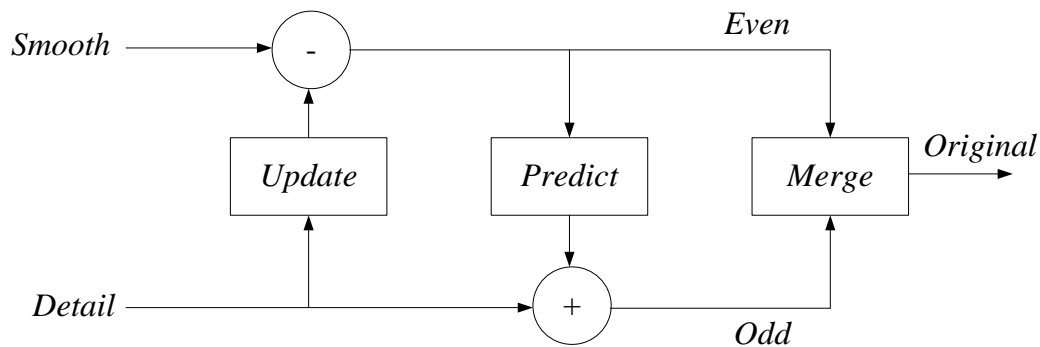 Smooth
-
Even
Update
Predict
Merge
Original
Detail
+
Odd